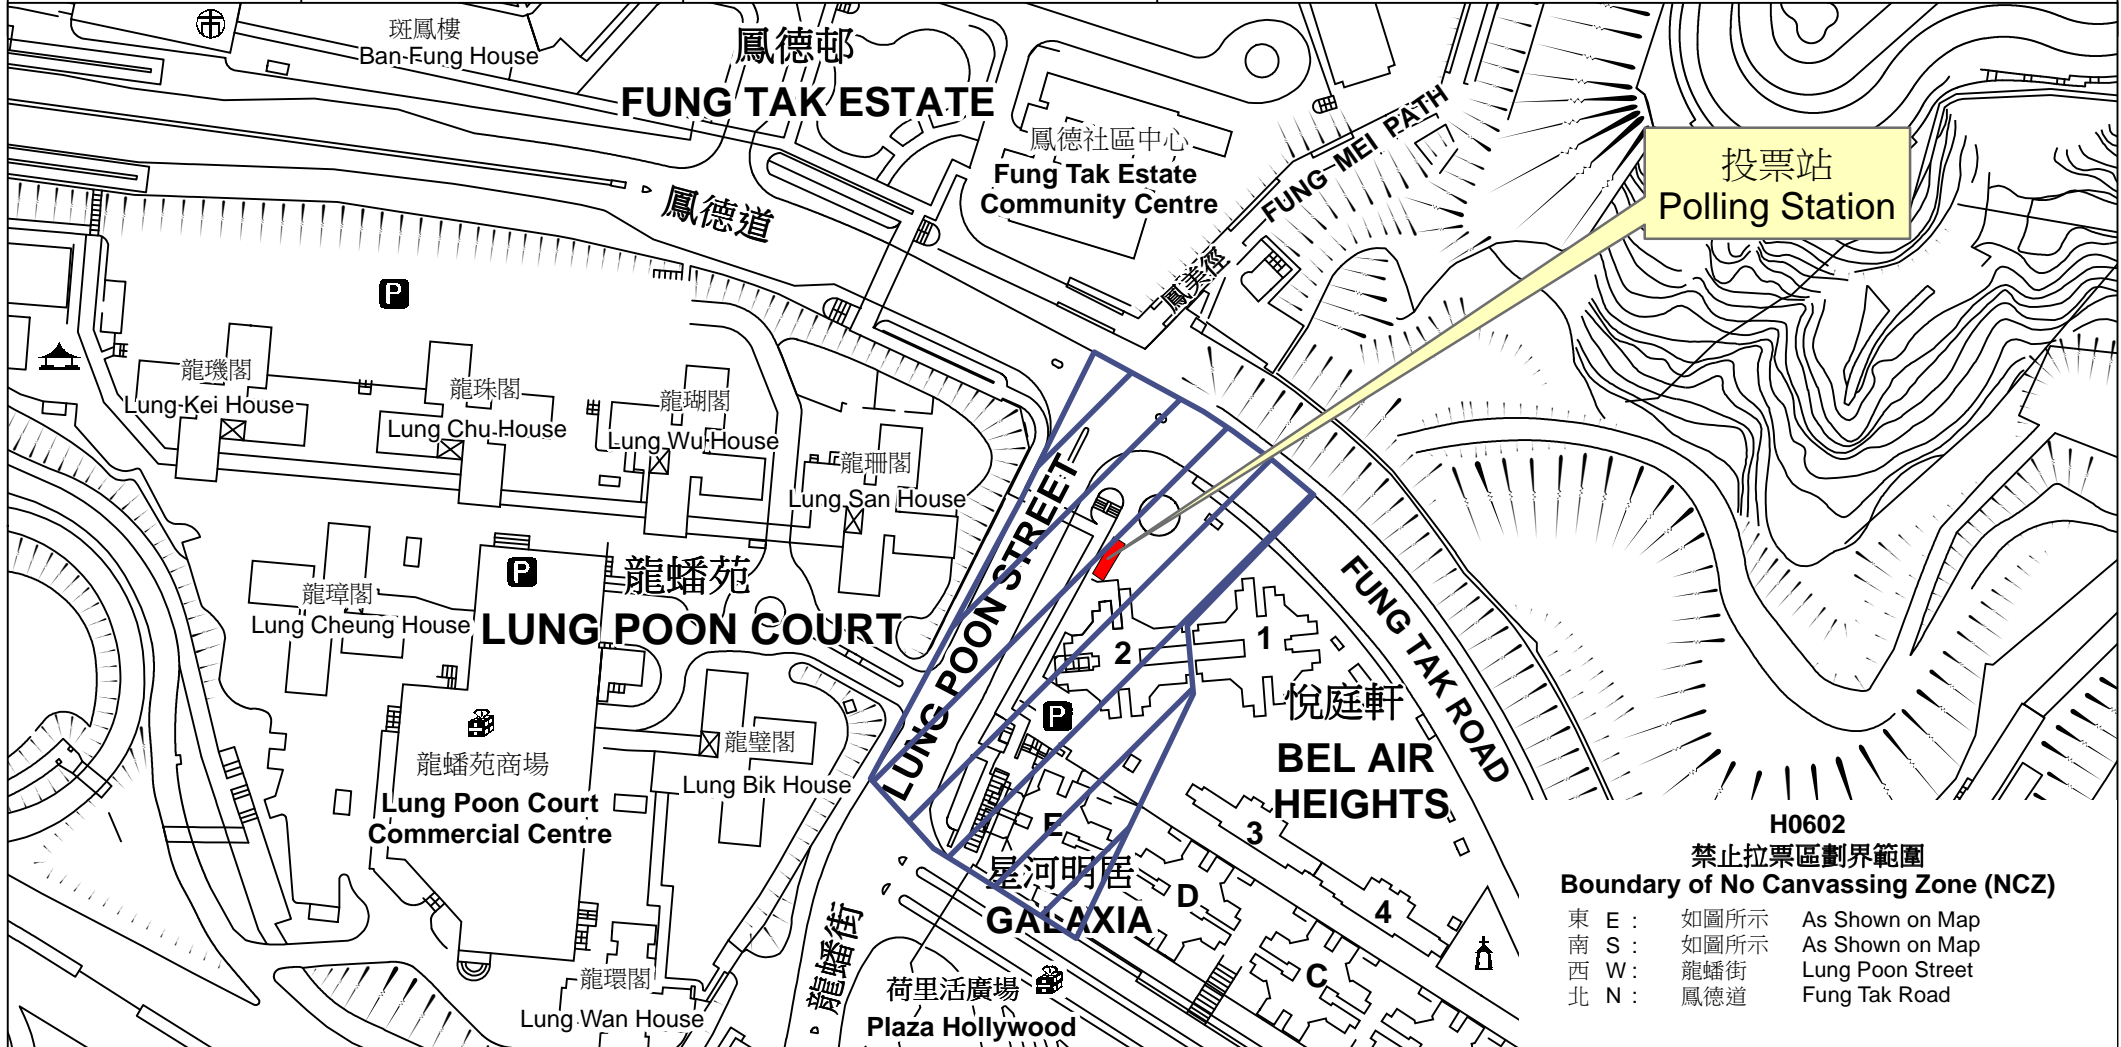 斑鳳樓
Ban-Fung House
鳳德邨
FUNG TAK ESTATE
鳳德社區中心
Fung Tak Estate
Community Centre
FUNG MEI PATH
鳳美徑
投票站
Polling Station
鳳德道
P
龍璣閣
Lung Kei House
龍珠閣
Lung Chu House
龍瑚閣
Lung Wu House
龍珊閣
Lung San House
龍璋閣
Lung Cheung House
P
龍蟠苑
LUNG POON COURT
LUNG POON STREET
2
1
P
悅庭軒
BEL AIR
HEIGHTS
FUNG TAK ROAD
龍蟠苑商場
Lung Poon Court
Commercial Centre
龍璧閣
Lung Bik House
E
星河明居
GALAXIA
D
3
4
C
龍環閣
Lung Wan House
龍蟠街
荷里活廣場
Plaza Hollywood
H0602
禁止拉票區劃界範圍
Boundary of No Canvassing Zone (NCZ)
東 E : 如圖所示 As Shown on Map
南 S : 如圖所示 As Shown on Map
西 W : 龍蟠街 Lung Poon Street
北 N : 鳳德道 Fung Tak Road